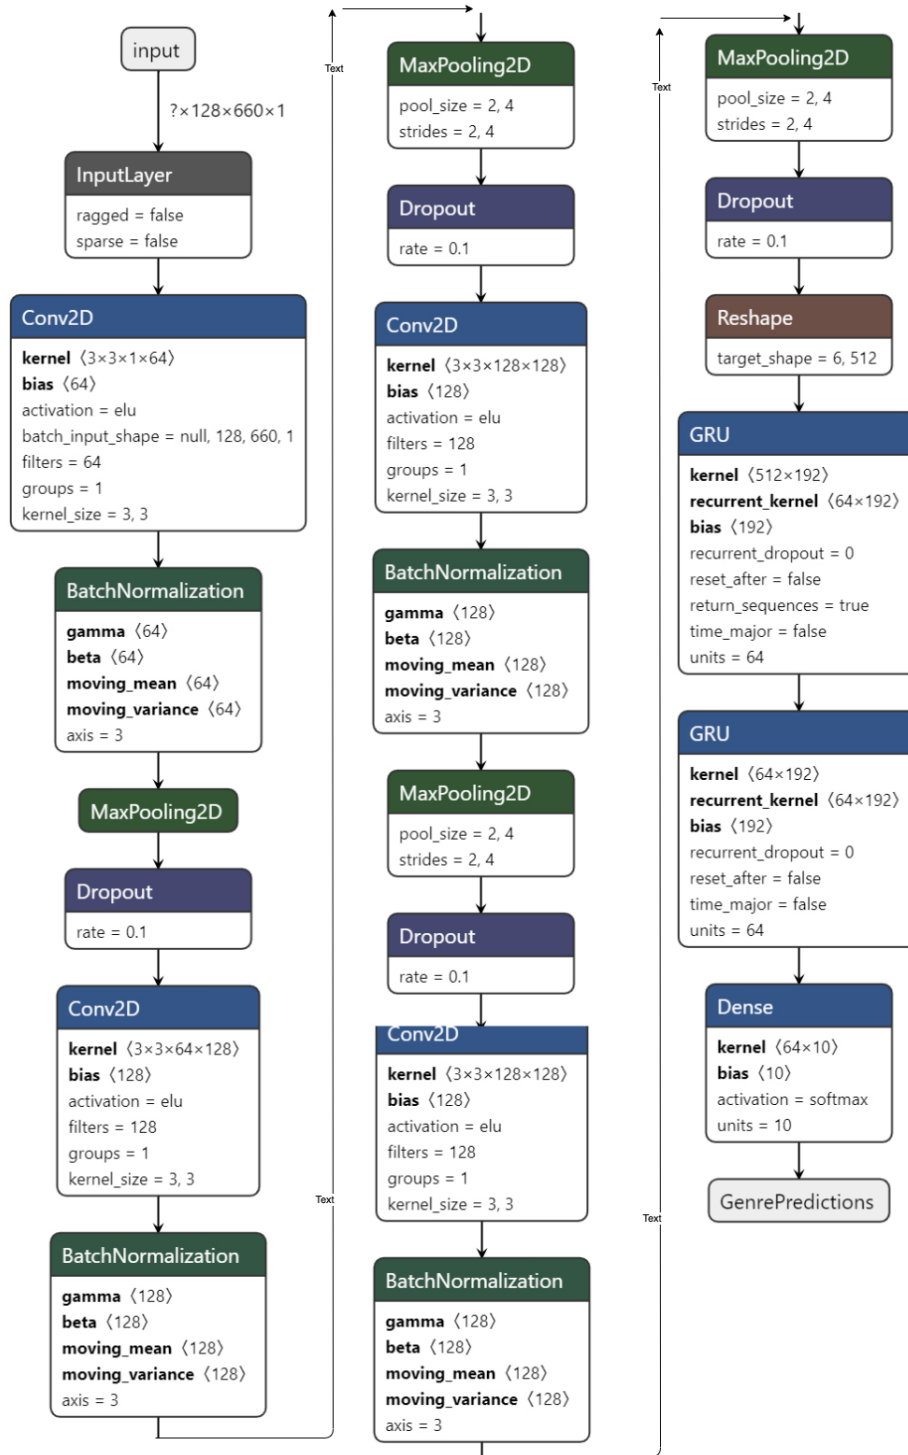 input
?×128×660×1
InputLayer
ragged = false
sparse = false
Conv2D
kernel ⟨3×3×1×64⟩
bias ⟨64⟩
activation = elu
batch_input_shape = null, 128, 660, 1
filters = 64
groups = 1
kernel_size = 3, 3
BatchNormalization
gamma ⟨64⟩
beta ⟨64⟩
moving_mean ⟨64⟩
moving_variance ⟨64⟩
axis = 3
MaxPooling2D
Dropout
rate = 0.1
Conv2D
kernel ⟨3×3×64×128⟩
bias ⟨128⟩
activation = elu
filters = 128
groups = 1
kernel_size = 3, 3
BatchNormalization
gamma ⟨128⟩
beta ⟨128⟩
moving_mean ⟨128⟩
moving_variance ⟨128⟩
axis = 3
Text
Text
MaxPooling2D
pool_size = 2, 4
strides = 2, 4
Dropout
rate = 0.1
Conv2D
kernel ⟨3×3×128×128⟩
bias ⟨128⟩
activation = elu
filters = 128
groups = 1
kernel_size = 3, 3
BatchNormalization
gamma ⟨128⟩
beta ⟨128⟩
moving_mean ⟨128⟩
moving_variance ⟨128⟩
axis = 3
MaxPooling2D
pool_size = 2, 4
strides = 2, 4
Dropout
rate = 0.1
Conv2D
kernel ⟨3×3×128×128⟩
bias ⟨128⟩
activation = elu
filters = 128
groups = 1
kernel_size = 3, 3
BatchNormalization
gamma ⟨128⟩
beta ⟨128⟩
moving_mean ⟨128⟩
moving_variance ⟨128⟩
axis = 3
Text
Text
MaxPooling2D
pool_size = 2, 4
strides = 2, 4
Dropout
rate = 0.1
Reshape
target_shape = 6, 512
GRU
kernel ⟨512×192⟩
recurrent_kernel ⟨64×192⟩
bias ⟨192⟩
recurrent_dropout = 0
reset_after = false
return_sequences = true
time_major = false
units = 64
GRU
kernel ⟨64×192⟩
recurrent_kernel ⟨64×192⟩
bias ⟨192⟩
recurrent_dropout = 0
reset_after = false
time_major = false
units = 64
Dense
kernel ⟨64×10⟩
bias ⟨10⟩
activation = softmax
units = 10
GenrePredictions